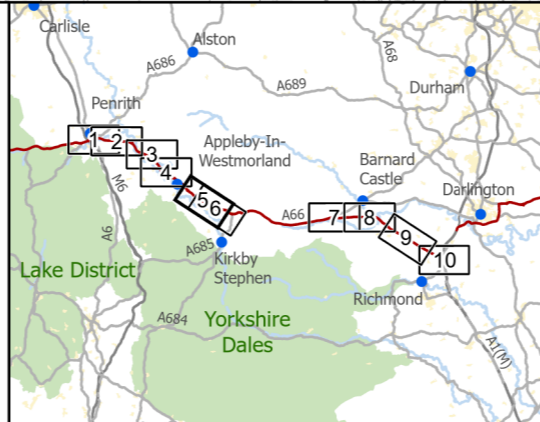 Carlisle
Alston
A686
A68
A689
Durham
Penrith
1
2
3
4
5
6
Appleby-In-
Westmorland
Barnard
Castle
Darlington
M6
A66
7
8
9
10
A6
A685
Lake District
Kirkby
Stephen
Richmond
A684
Yorkshire
Dales
A1(M)